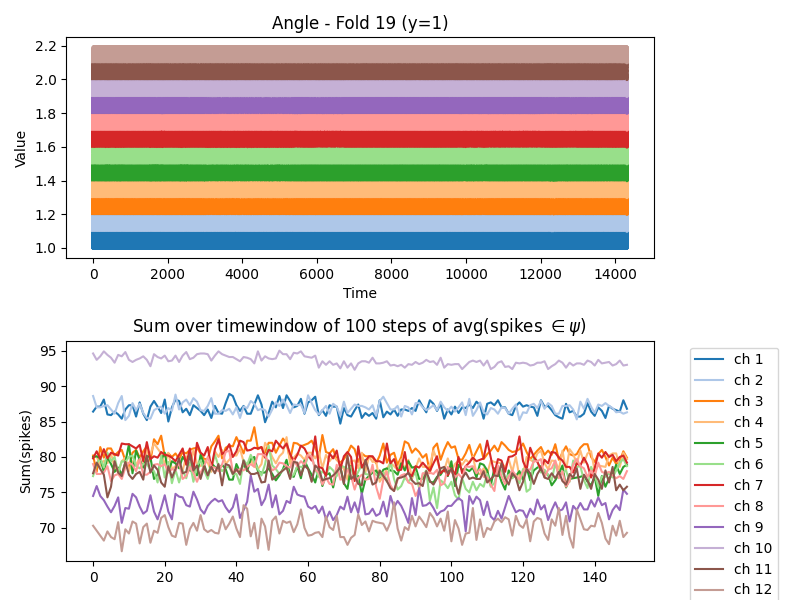 Angle - Fold 19 (y=1)
2.2
2.0
1.8
1.6
1.4
1.2
1.0
Value
0 2000 4000 6000 8000 10000 12000 14000
Time
Sum over timewindow of 100 steps of avg(spikes ∈ ψ)
95
90
85
80
75
70
Sum(spikes)
0 20 40 60 80 100 120 140
ch 1
ch 2
ch 3
ch 4
ch 5
ch 6
ch 7
ch 8
ch 9
ch 10
ch 11
ch 12